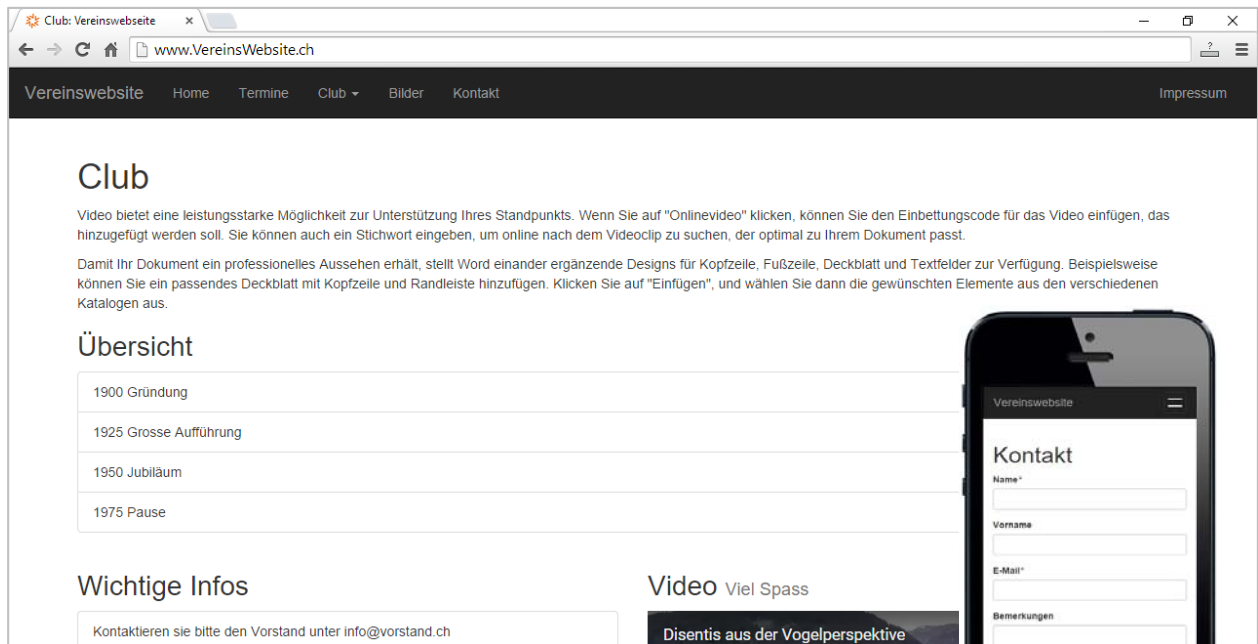 Club: Vereinswebseite
www.VereinsWebsite.ch
Vereinswebsite Home Termine Club Bilder Kontakt Impressum
Club
Video bietet eine leistungsstarke Möglichkeit zur Unterstützung Ihres Standpunkts. Wenn Sie auf "Onlinevideo" klicken, können Sie den Einbettungscode für das Video einfügen, das
hinzugefügt werden soll. Sie können auch ein Stichwort eingeben, um online nach dem Videoclip zu suchen, der optimal zu Ihrem Dokument passt.
Damit Ihr Dokument ein professionelles Aussehen erhält, stellt Word einander ergänzende Designs für Kopfzeile, Fußzeile, Deckblatt und Textfelder zur Verfügung. Beispielsweise
können Sie ein passendes Deckblatt mit Kopfzeile und Randleiste hinzufügen. Klicken Sie auf "Einfügen", und wählen Sie dann die gewünschten Elemente aus den verschiedenen
Katalogen aus.
Übersicht
1900 Gründung
1925 Grosse Aufführung
1950 Jubiläum
1975 Pause
Wichtige Infos
Kontaktieren sie bitte den Vorstand unter info@vorstand.ch
Video Viel Spass
Disentis aus der Vogelperspektive
Vereinswebsite
Kontakt
Name*
Vorname
E-Mail*
Bemerkungen